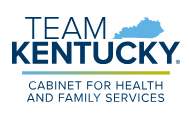 TEAM
KENTUCKY®
CABINET FOR HEALTH
AND FAMILY SERVICES